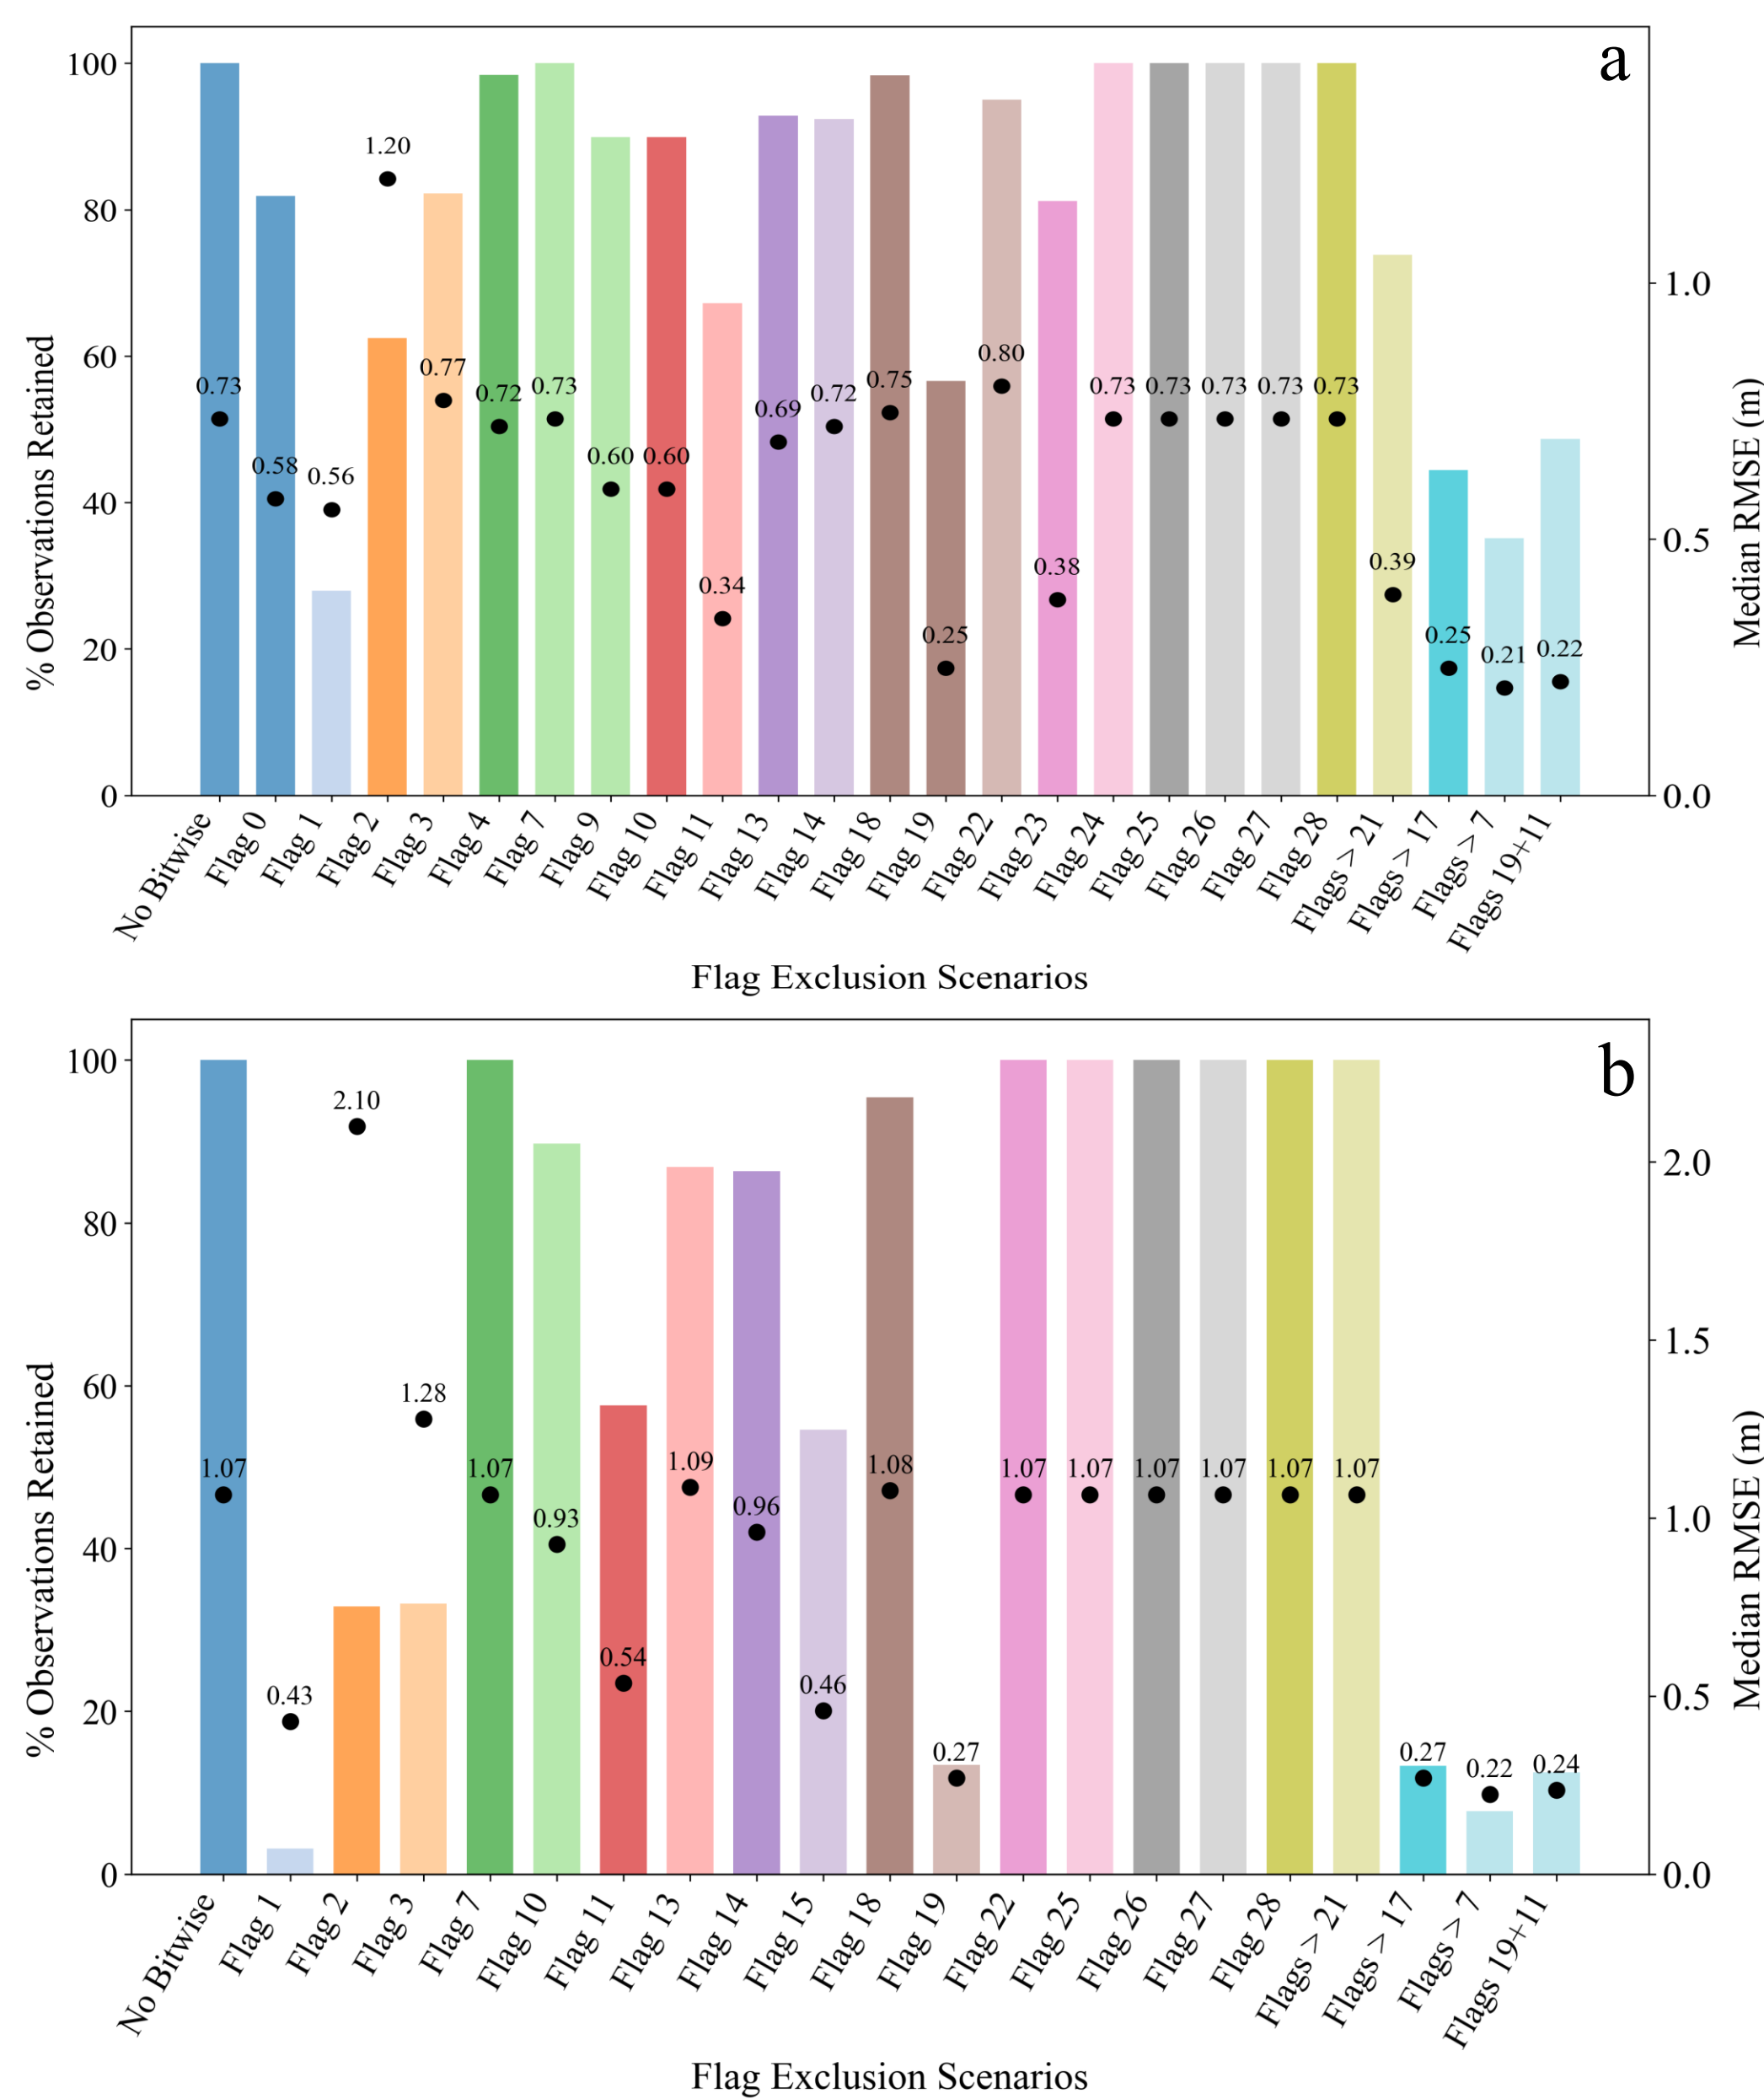 a
% Observations Retained
100
80
60
40
20
0
Median RMSE (m)
1.0
0.5
0.0
0.73
0.58
0.56
1.20
0.77
0.72
0.73
0.60
0.60
0.34
0.69
0.72
0.75
0.25
0.80
0.38
0.73
0.73
0.73
0.73
0.73
0.39
0.25
0.21
0.22
No Bitwise
Flag 0
Flag 1
Flag 2
Flag 3
Flag 4
Flag 7
Flag 9
Flag 10
Flag 11
Flag 13
Flag 14
Flag 18
Flag 19
Flag 22
Flag 23
Flag 24
Flag 25
Flag 26
Flag 27
Flag 28
Flags > 21
Flags > 17
Flags > 7
Flags 19+11
Flag Exclusion Scenarios
b
% Observations Retained
100
80
60
40
20
0
Median RMSE (m)
2.0
1.5
1.0
0.5
0.0
1.07
0.43
2.10
1.28
1.07
0.93
0.54
1.09
0.96
0.46
1.08
0.27
1.07
1.07
1.07
1.07
1.07
1.07
0.27
0.22
0.24
No Bitwise
Flag 1
Flag 2
Flag 3
Flag 7
Flag 10
Flag 11
Flag 13
Flag 14
Flag 15
Flag 18
Flag 19
Flag 22
Flag 25
Flag 26
Flag 27
Flag 28
Flags > 21
Flags > 17
Flags > 7
Flags 19+11
Flag Exclusion Scenarios